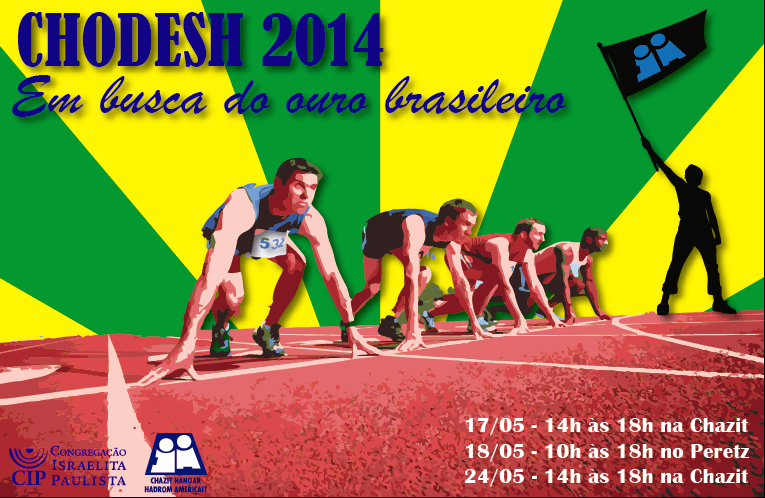 CHODESH 2014
Em busca do ouro brasileiro
532
17/05 - 14h às 18h na Chazit
18/05 - 10h às 18h no Peretz
24/05 - 14h às 18h na Chazit
CONGREGAÇÃO
ISRAELITA
CIP PAULISTA
CHAZIT HANOAR
HADROM AMERICAIT